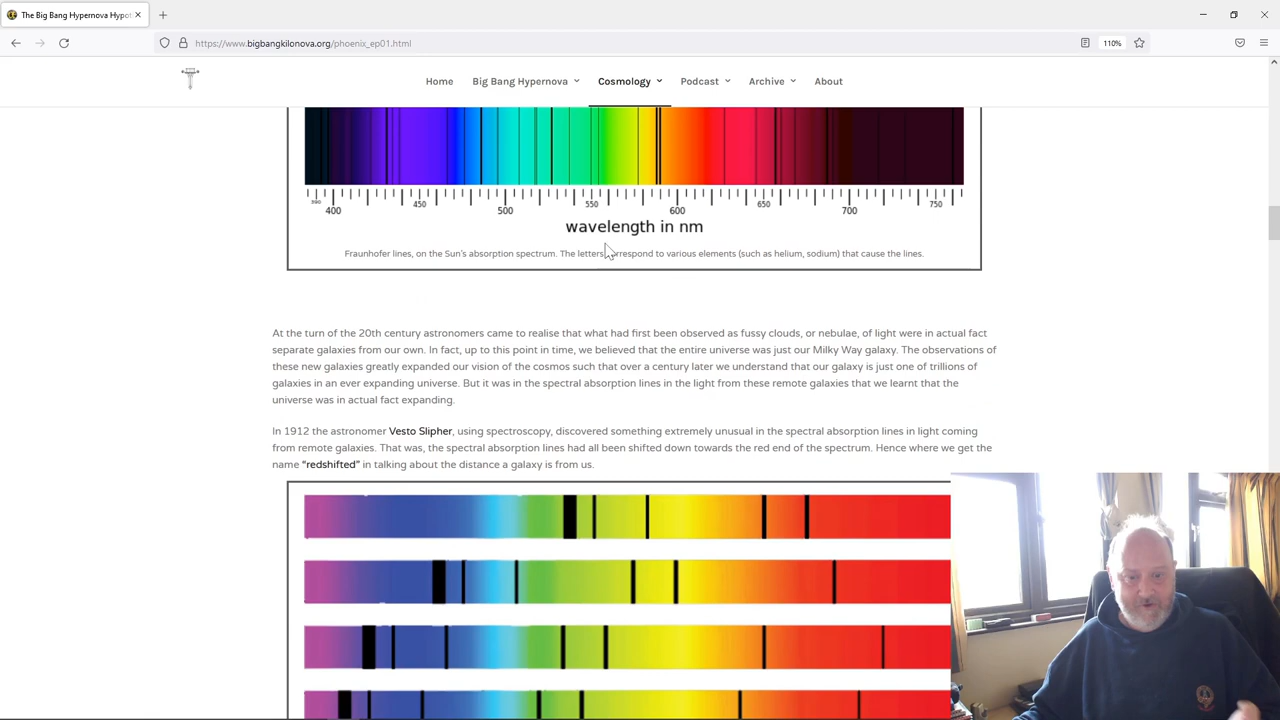 The Big Bang Hypernova Hypot
https://www.bigbangkilonova.org/phoenix_ep01.html
110%
Home Big Bang Hypernova Cosmology Podcast Archive About
400 450 500 550 600 650 700 750
wavelength in nm
Fraunhofer lines, on the Sun's absorption spectrum. The letters correspond to various elements (such as helium, sodium) that cause the lines.
At the turn of the 20th century astronomers came to realise that what had first been observed as fussy clouds, or nebulae, of light were in actual fact
separate galaxies from our own. In fact, up to this point in time, we believed that the entire universe was just our Milky Way galaxy. The observations of
these new galaxies greatly expanded our vision of the cosmos such that over a century later we understand that our galaxy is just one of trillions of
galaxies in an ever expanding universe. But it was in the spectral absorption lines in the light from these remote galaxies that we learnt that the
universe was in actual fact expanding.
In 1912 the astronomer Vesto Slipher, using spectroscopy, discovered something extremely unusual in the spectral absorption lines in light coming
from remote galaxies. That was, the spectral absorption lines had all been shifted down towards the red end of the spectrum. Hence where we get the
name "redshifted" in talking about the distance a galaxy is from us.